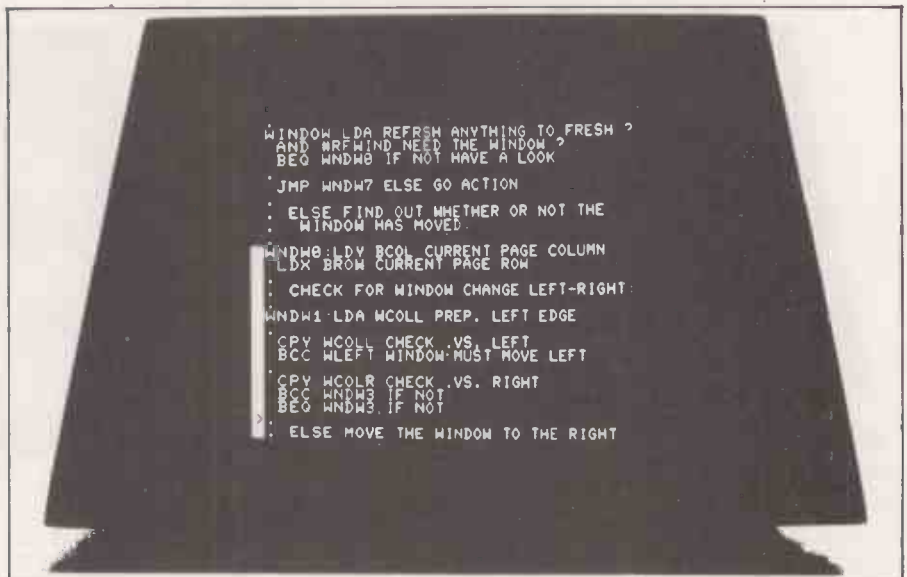 WINDOW LDA REFRSH ANYTHING TO FRESH ?
AND #RFWIND NEED THE WINDOW ?
BEQ WNDW0 IF NOT HAVE A LOOK
JMP WNDW7 ELSE GO ACTION
: ELSE FIND OUT WHETHER OR NOT THE
: WINDOW HAS MOVED.
WNDW0:LDY BCOL CURRENT PAGE COLUMN
LDX BROW CURRENT PAGE ROW
: CHECK FOR WINDOW CHANGE LEFT-RIGHT:
WNDW1:LDA WCOLL PREP. LEFT EDGE
CPY WCOLL CHECK .VS. LEFT
BCC WLEFT WINDOW MUST MOVE LEFT
CPY WCOLR CHECK .VS. RIGHT
BCC WNDW3 IF NOT
BEQ WNDW3 IF NOT
>: ELSE MOVE THE WINDOW TO THE RIGHT